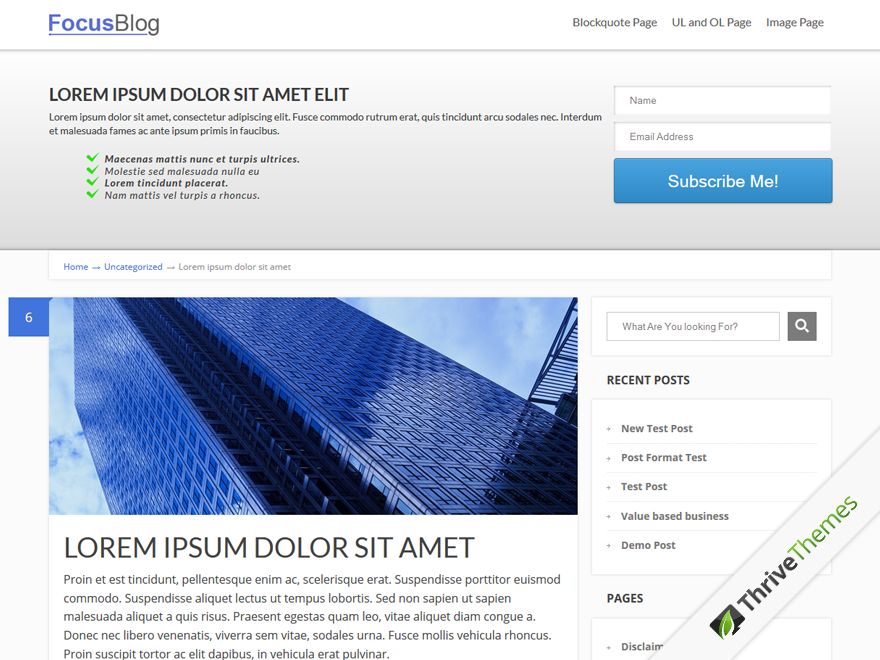 FocusBlog
Blockquote Page UL and OL Page Image Page
LOREM IPSUM DOLOR SIT AMET ELIT
Lorem ipsum dolor sit amet, consectetur adipiscing elit. Fusce commodo rutrum erat, quis tincidunt arcu sodales nec. Interdum
et malesuada fames ac ante ipsum primis in faucibus.
Maecenas mattis nunc et turpis ultrices.
Molestie sed malesuada nulla eu
Lorem tincidunt placerat.
Nam mattis vel turpis a rhoncus.
Name
Email Address
Subscribe Me!
Home → Uncategorized → Lorem ipsum dolor sit amet
6
LOREM IPSUM DOLOR SIT AMET
Proin et est tincidunt, pellentesque enim ac, scelerisque erat. Suspendisse porttitor euismod
commodo. Suspendisse aliquet lectus ut tempus lobortis. Sed non sapien ut sapien
malesuada aliquet a quis risus. Praesent egestas quam leo, vitae aliquet diam congue a.
Donec nec libero venenatis, viverra sem vitae, sodales urna. Fusce mollis vehicula rhoncus.
Proin suscipit tortor ac elit dapibus, in vehicula erat pulvinar.
What Are You looking For?
RECENT POSTS
New Test Post
Post Format Test
Test Post
Value based business
Demo Post
PAGES
Disclaim
ThriveThemes